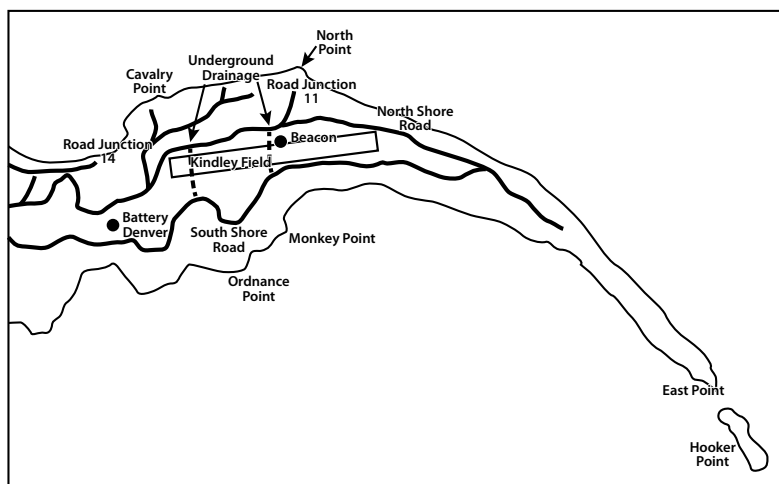 North
Point
Underground
Drainage
Cavalry
Point
Road Junction
11
North Shore
Road
Beacon
Road Junction
14
Kindley Field
Battery
Denver
South Shore
Road
Monkey Point
Ordnance
Point
East Point
Hooker
Point